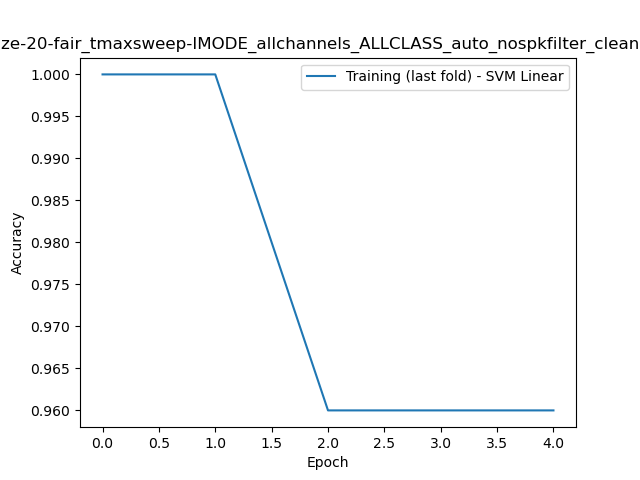 ze-20-fair_tmaxsweep-IMODE_allchannels_ALLCLASS_auto_nospkfilter_clean
Training (last fold) - SVM Linear
1.000
0.995
0.990
0.985
0.980
0.975
0.970
0.965
0.960
Accuracy
0.0 0.5 1.0 1.5 2.0 2.5 3.0 3.5 4.0
Epoch